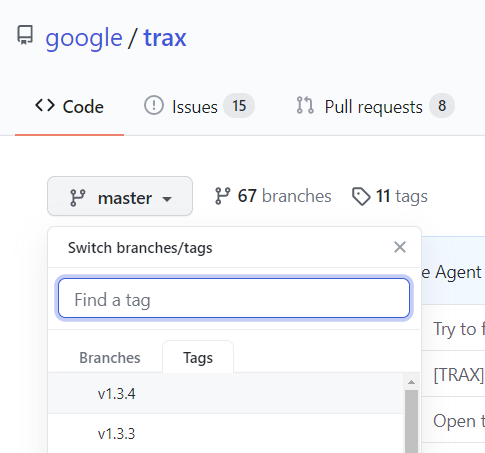 google / trax
Code Issues 15 Pull requests 8
master 67 branches 11 tags
Switch branches/tags
e Agent
Find a tag
Try to f
Branches Tags
[TRAX]
v1.3.4
Open t
v1.3.3